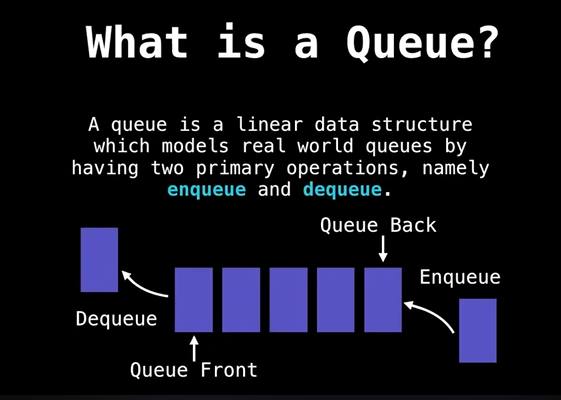 What is a Queue?
A queue is a linear data structure
which models real world queues by
having two primary operations, namely
enqueue and dequeue.
Queue Back
Enqueue
Dequeue
Queue Front